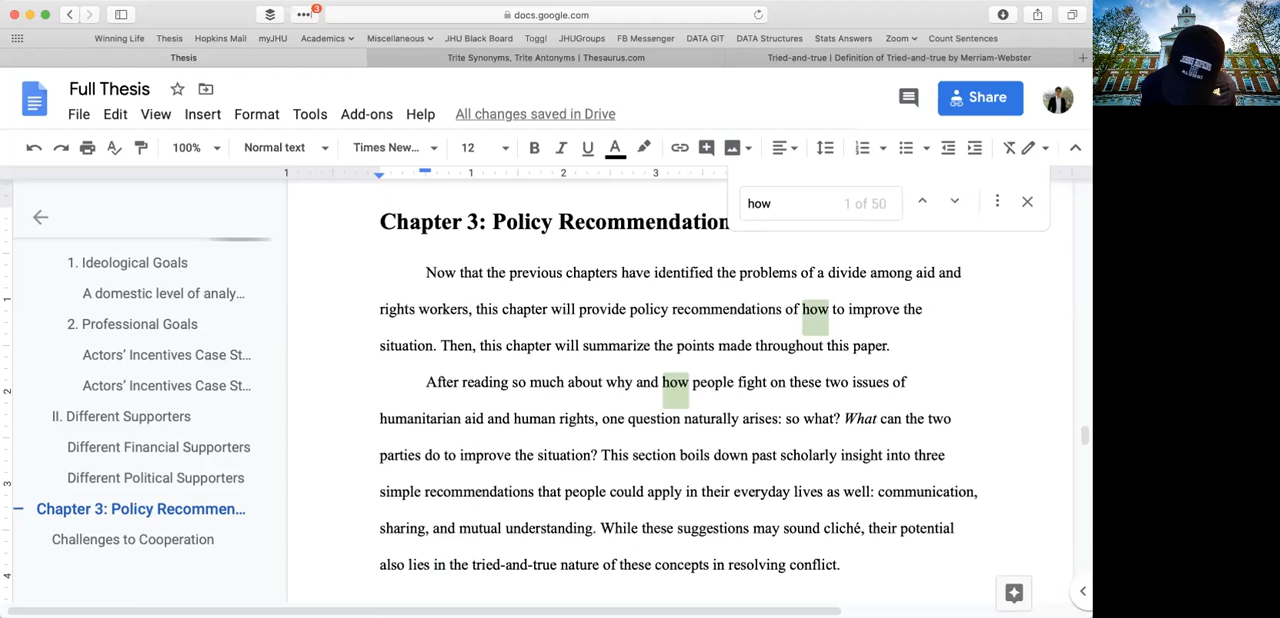 3
docs.google.com
Winning Life Thesis Hopkins Mail myJHU Academics Miscellaneous JHU Black Board Toggl JHUGroups FB Messenger DATA GIT DATA Structures Stats Answers Zoom Count Sentences
Thesis Trite Synonyms, Trite Antonyms | Thesaurus.com Tried-and-true | Definition of Tried-and-true by Merriam-Webster
Full Thesis
Share
File Edit View Insert Format Tools Add-ons Help All changes saved in Drive
100% Normal text Times New... 12 B I U A
1 1 2 3
how 1 of 50
1. Ideological Goals
A domestic level of analy...
2. Professional Goals
Actors' Incentives Case St...
Actors' Incentives Case St...
II. Different Supporters
Different Financial Supporters
Different Political Supporters
Chapter 3: Policy Recommen...
Challenges to Cooperation
1
2
3
4
Chapter 3: Policy Recommendation
Now that the previous chapters have identified the problems of a divide among aid and
rights workers, this chapter will provide policy recommendations of how to improve the
situation. Then, this chapter will summarize the points made throughout this paper.
After reading so much about why and how people fight on these two issues of
humanitarian aid and human rights, one question naturally arises: so what? What can the two
parties do to improve the situation? This section boils down past scholarly insight into three
simple recommendations that people could apply in their everyday lives as well: communication,
sharing, and mutual understanding. While these suggestions may sound cliché, their potential
also lies in the tried-and-true nature of these concepts in resolving conflict.
JOHNS HOPKINS
ALUMNI